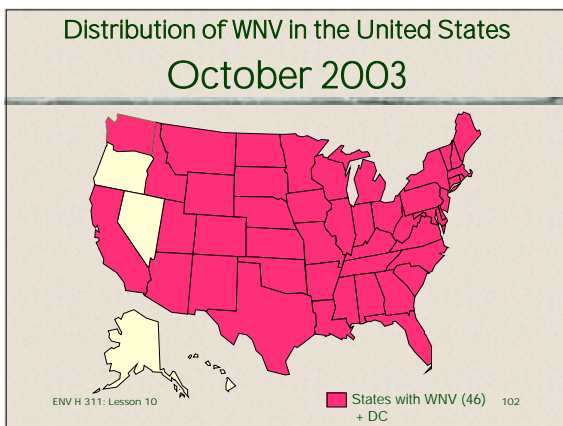 Distribution of WNV in the United States
October 2003
ENV H 311: Lesson 10
States with WNV (46)
+ DC
102